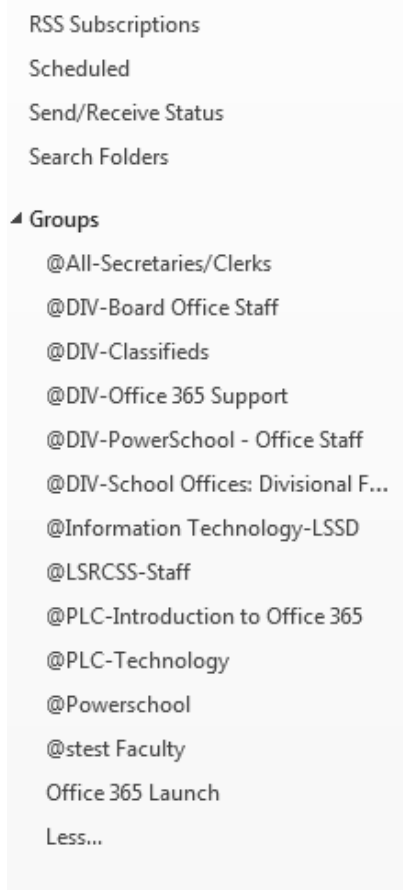 RSS Subscriptions
Scheduled
Send/Receive Status
Search Folders
Groups
@All-Secretaries/Clerks
@DIV-Board Office Staff
@DIV-Classifieds
@DIV-Office 365 Support
@DIV-PowerSchool - Office Staff
@DIV-School Offices: Divisional F...
@Information Technology-LSSD
@LSRCSS-Staff
@PLC-Introduction to Office 365
@PLC-Technology
@Powerschool
@stest Faculty
Office 365 Launch
Less...